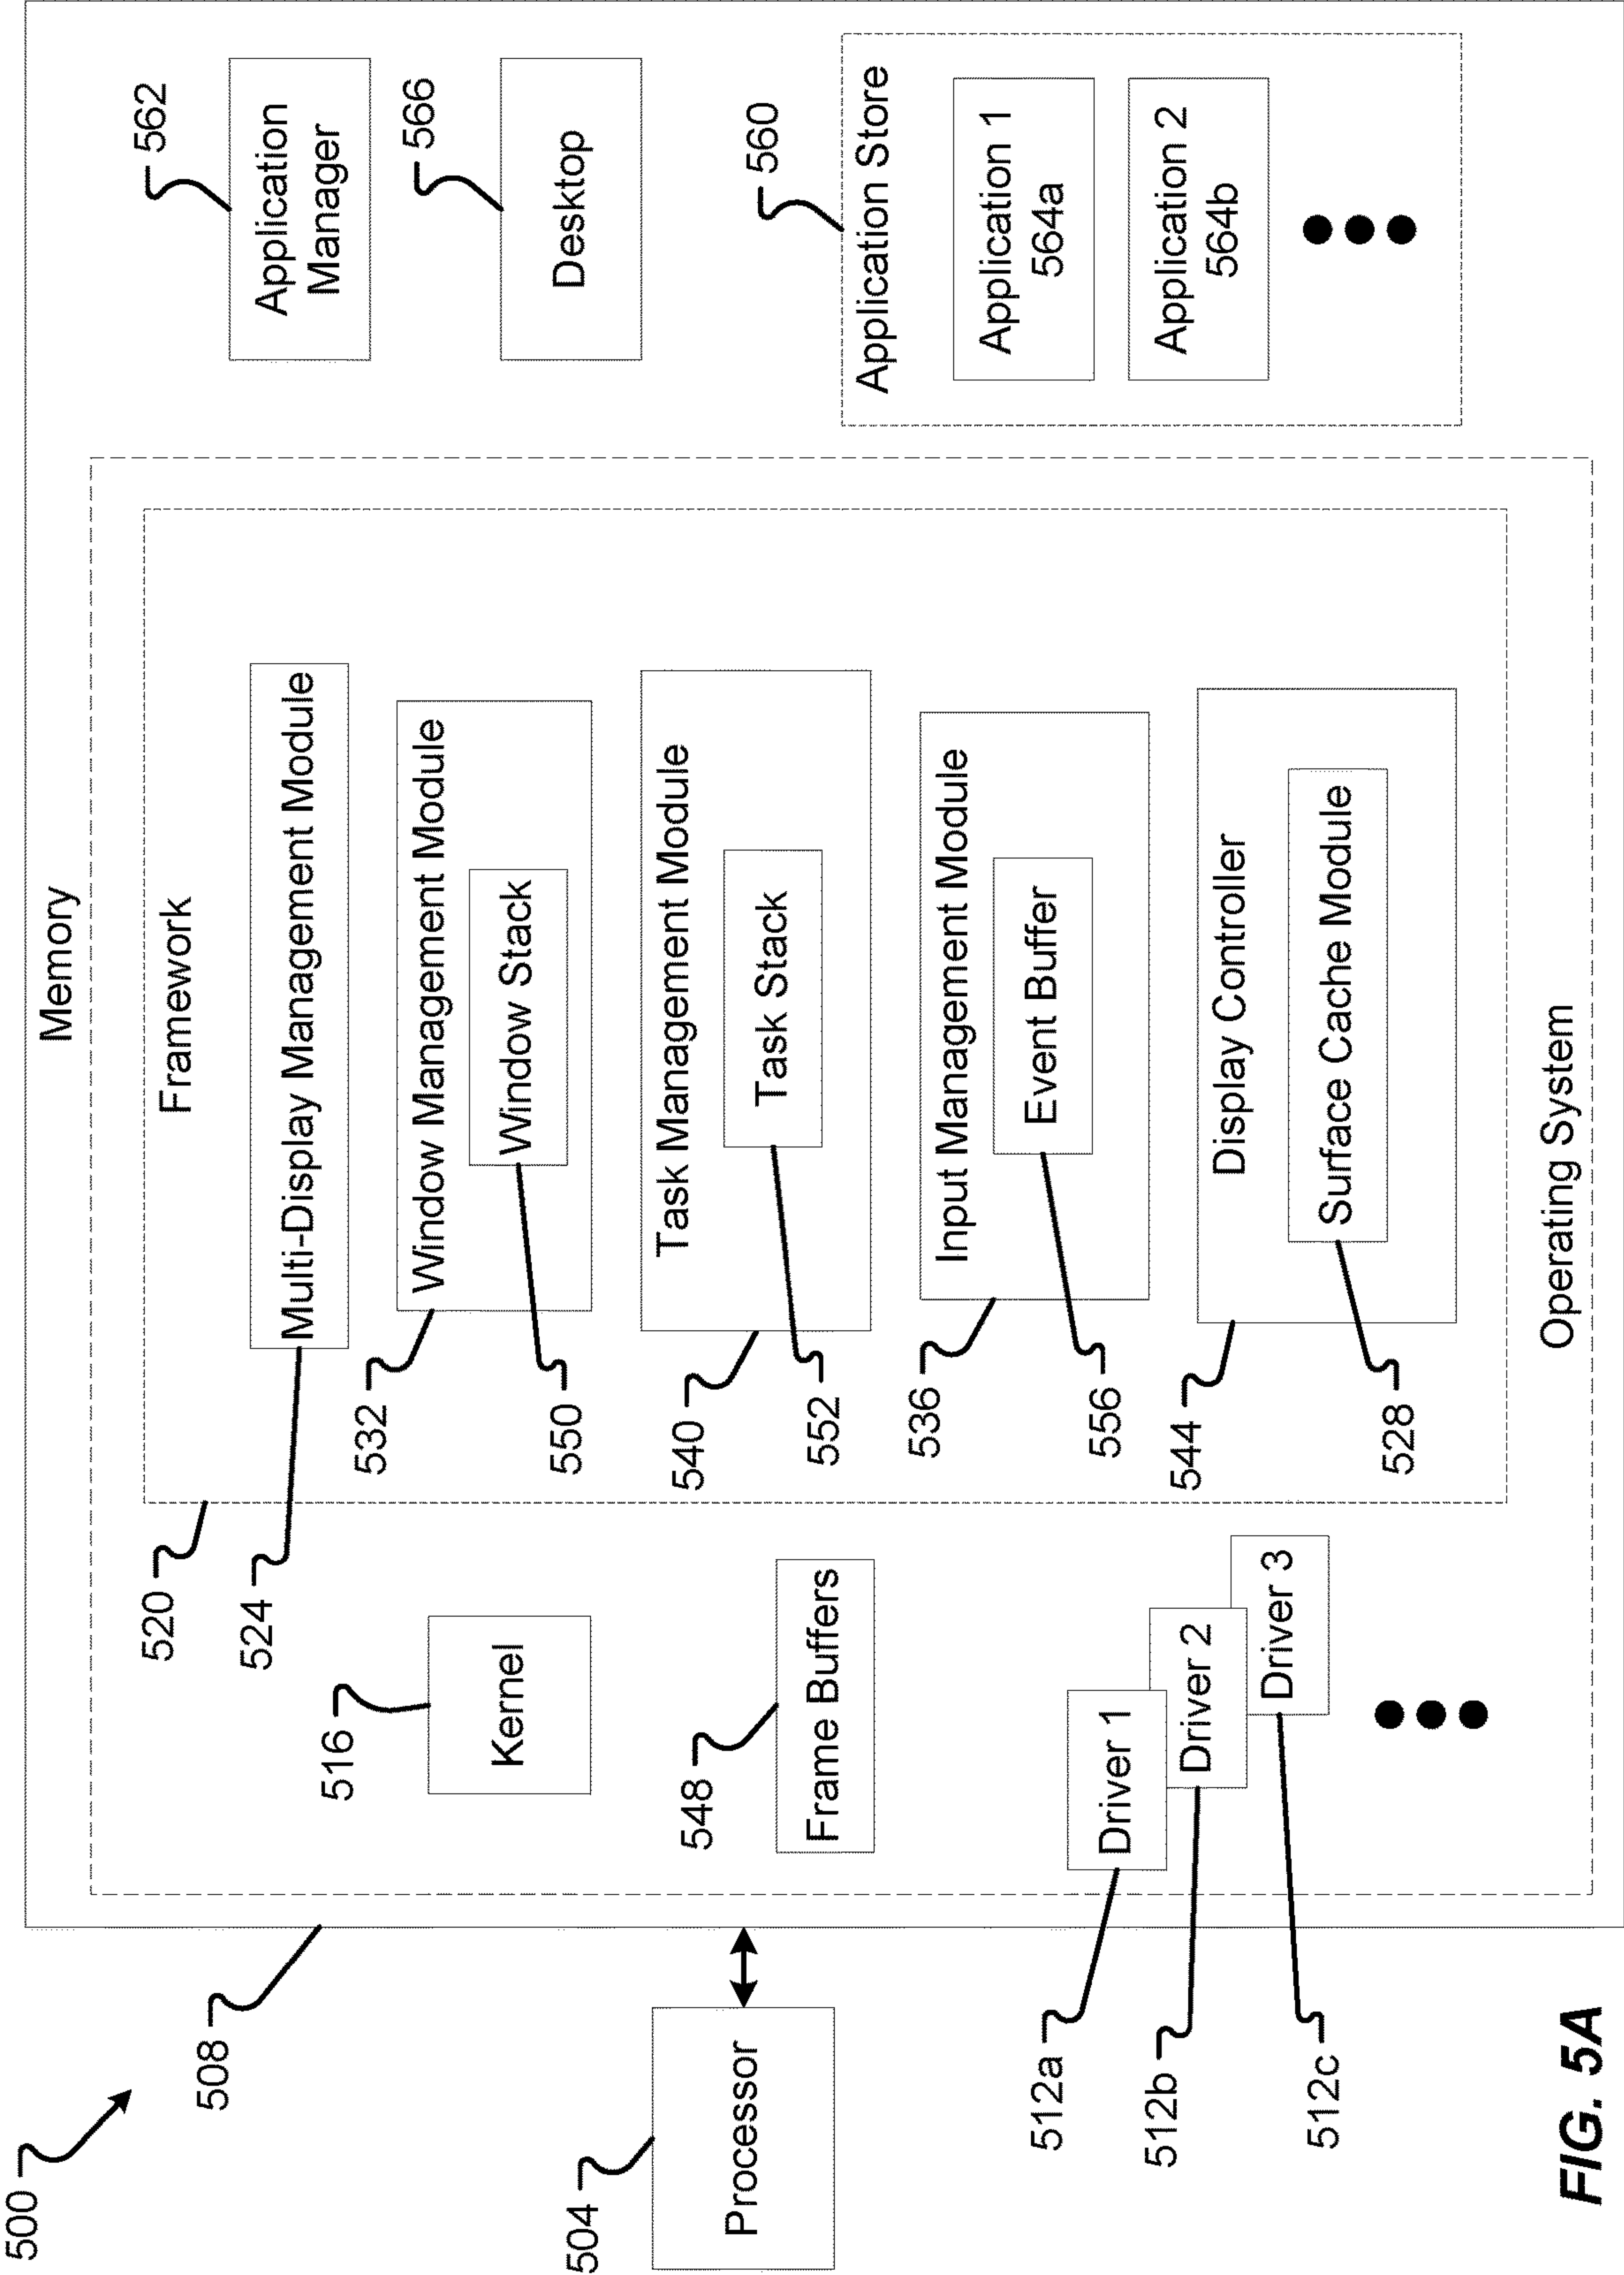 500
508
Memory
504
Processor
Operating System
520
Framework
524
Multi-Display Management Module
516
Kernel
532
Window Management Module
550
Window Stack
548
Frame Buffers
540
Task Management Module
552
Task Stack
536
Input Management Module
556
Event Buffer
512a
Driver 1
512b
Driver 2
512c
Driver 3
544
Display Controller
528
Surface Cache Module
562
Application
Manager
566
Desktop
560
Application Store
Application 1
564a
Application 2
564b
FIG. 5A